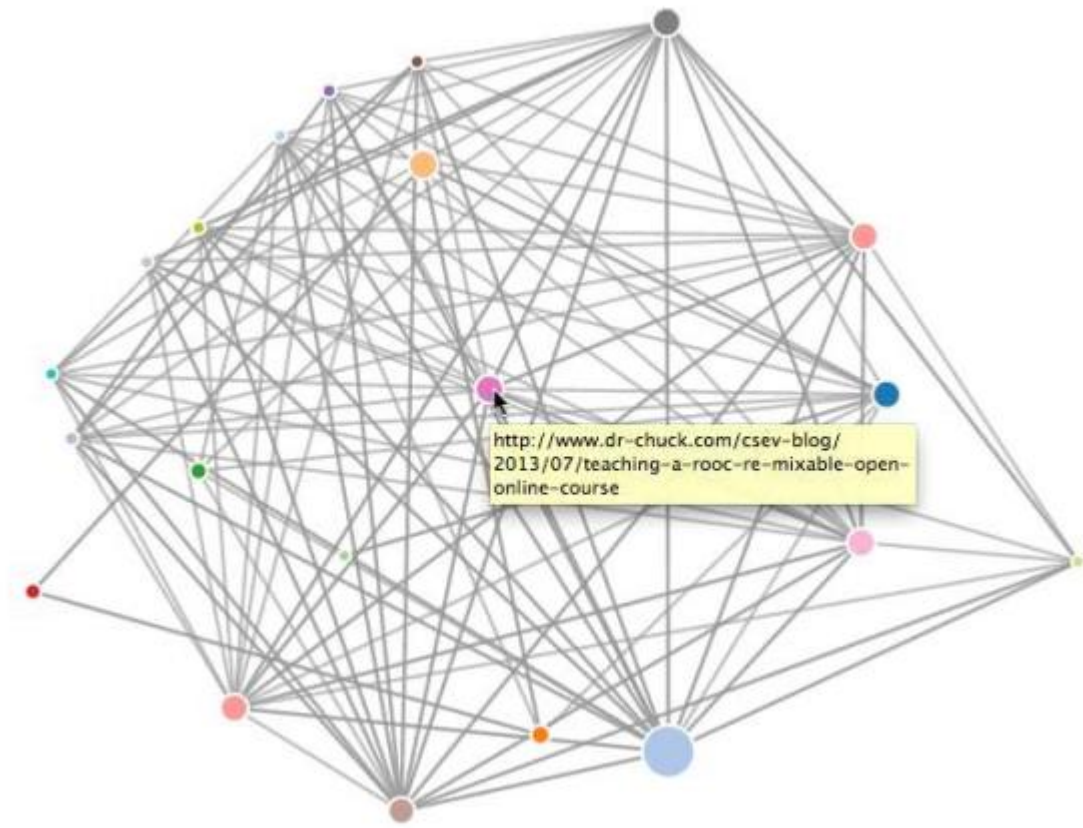 http://www.dr-chuck.com/csev-blog/
2013/07/teaching-a-rooc-re-mixable-open-
online-course